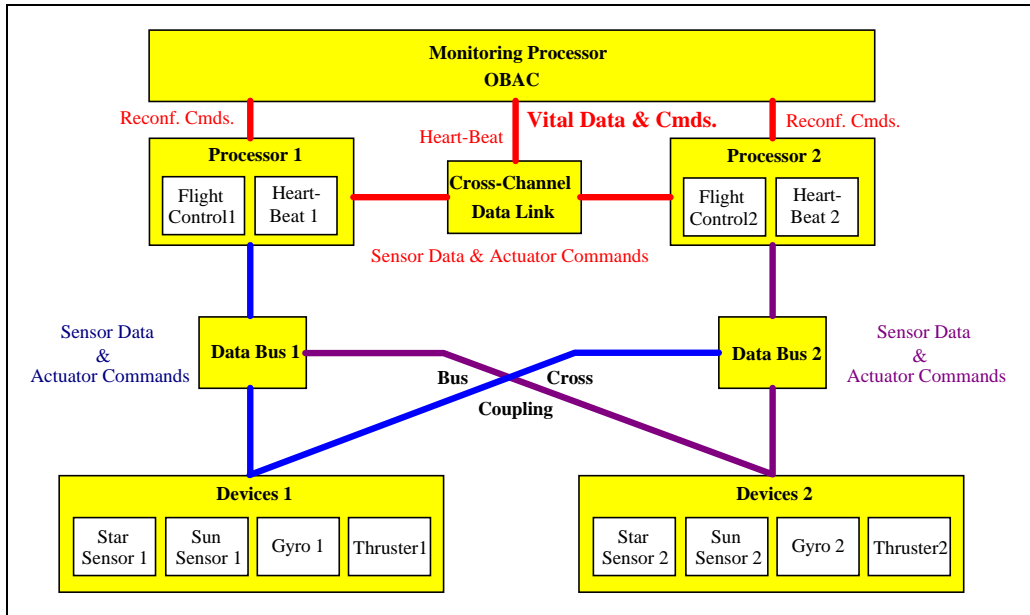 Monitoring Processor
OBAC
Reconf. Cmds.
Heart-Beat
Vital Data & Cmds.
Reconf. Cmds.
Processor 1
Flight
Control1
Heart-
Beat 1
Cross-Channel
Data Link
Processor 2
Flight
Control2
Heart-
Beat 2
Sensor Data & Actuator Commands
Sensor Data
&
Actuator Commands
Data Bus 1
Data Bus 2
Sensor Data
&
Actuator Commands
Bus
Cross
Coupling
Devices 1
Star
Sensor 1
Sun
Sensor 1
Gyro 1
Thruster1
Devices 2
Star
Sensor 2
Sun
Sensor 2
Gyro 2
Thruster2